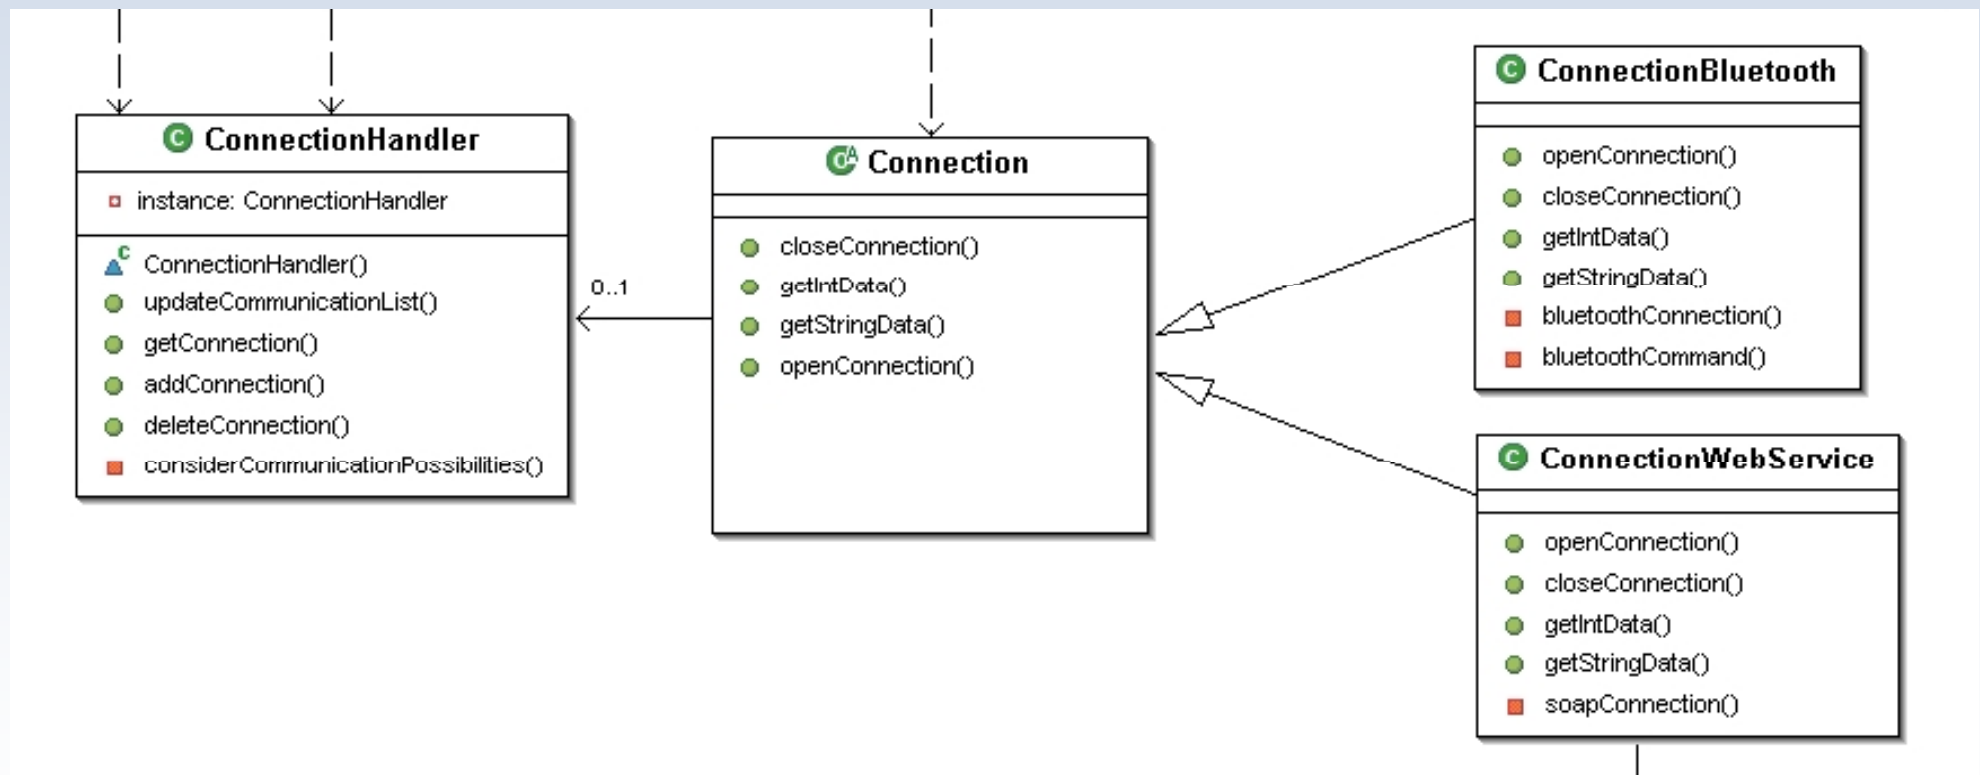 ConnectionHandler
instance: ConnectionHandler
ConnectionHandler()
updateCommunicationList()
getConnection()
addConnection()
deleteConnection()
considerCommunicationPossibilities()
0..1
Connection
closeConnection()
getIntData()
getStringData()
openConnection()
ConnectionBluetooth
openConnection()
closeConnection()
getIntData()
getStringData()
bluetoothConnection()
bluetoothCommand()
ConnectionWebService
openConnection()
closeConnection()
getIntData()
getStringData()
soapConnection()